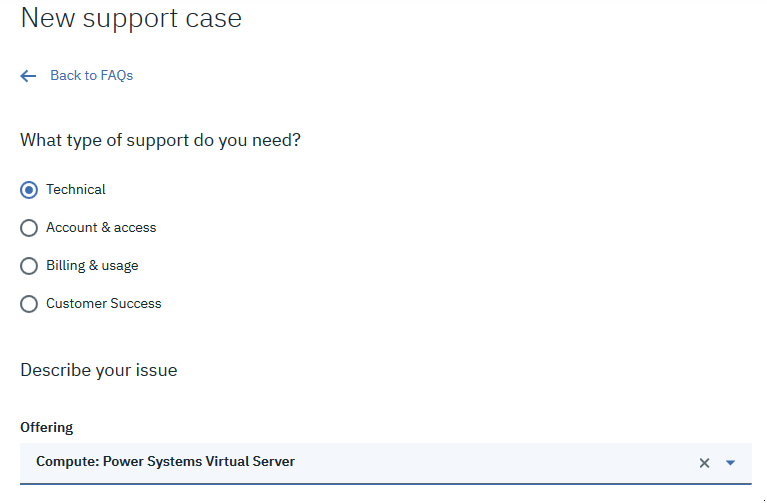 New support case
Back to FAQs
What type of support do you need?
Technical
Account & access
Billing & usage
Customer Success
Describe your issue
Offering
Compute: Power Systems Virtual Server